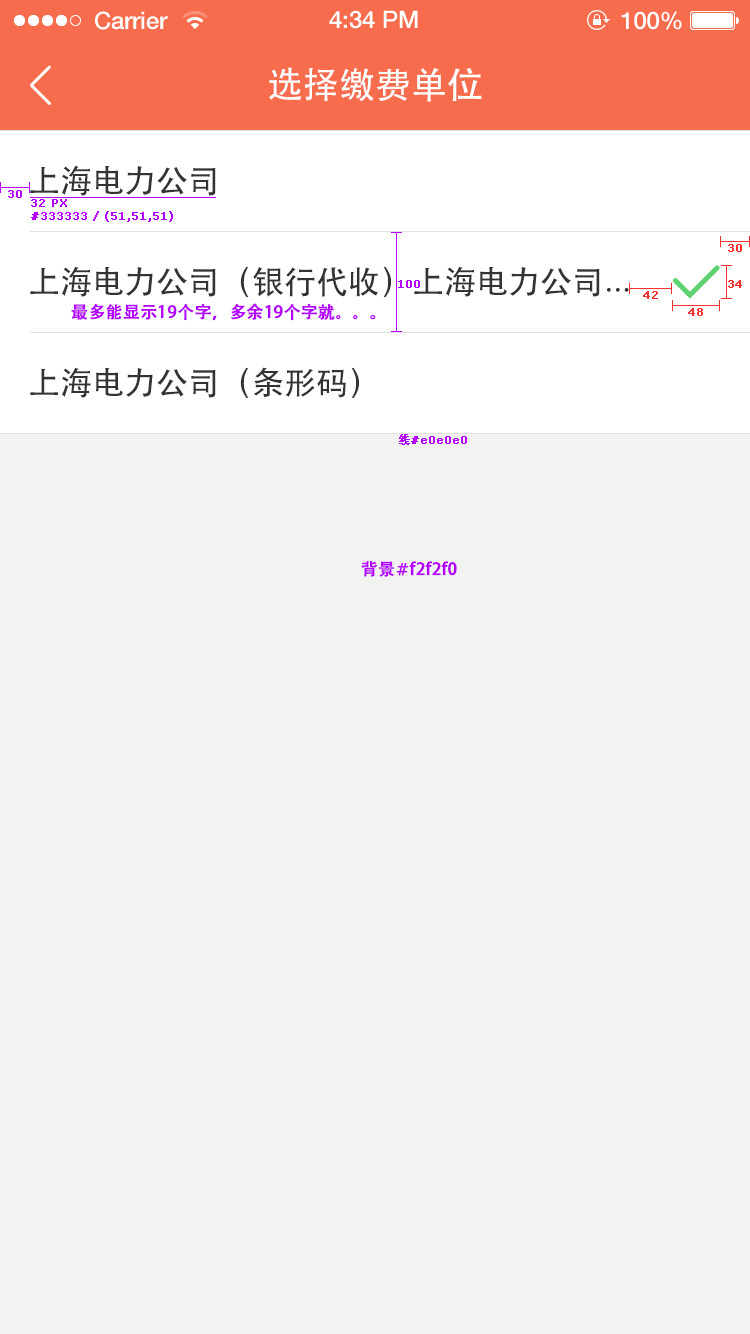 Carrier 4:34 PM 100%
选择缴费单位
上海电力公司
30
32 PX
#333333 / (51,51,51)
30
上海电力公司（银行代收）上海电力公司...
100
42
34
48
最多能显示19个字，多余19个字就。。。
上海电力公司（条形码）
线#e0e0e0
背景#f2f2f0